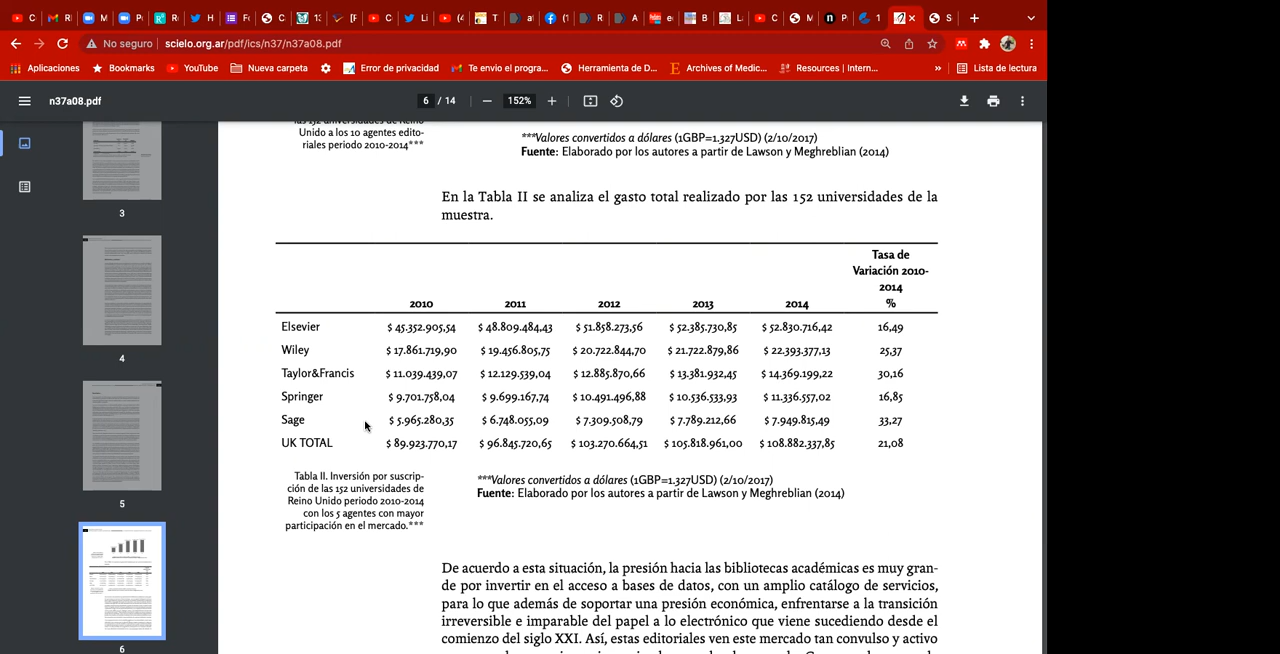 No seguro
scielo.org.ar/pdf/ics/n37/n37a08.pdf
Aplicaciones
Bookmarks
YouTube
Nueva carpeta
Error de privacidad
Te envio el progra...
Herramienta de D...
Archives of Medic...
Resources | Intern...
»
Lista de lectura
n37a08.pdf
6 / 14
152%
3
4
5
6
Unido a los 10 agentes edito-
riales periodo 2010-2014***
***Valores convertidos a dólares (1GBP=1.327USD) (2/10/2017)
Fuente: Elaborado por los autores a partir de Lawson y Meghreblian (2014)
En la Tabla II se analiza el gasto total realizado por las 152 universidades de la
muestra.
Tasa de
Variación 2010-
2014
2010 2011 2012 2013 2014 %
Elsevier $ 45.352.905,54 $ 48.809.484,43 $ 51.858.273,56 $ 52.385.730,85 $ 52.830.716,42 16,49
Wiley $ 17.861.719,90 $ 19.456.805,75 $ 20.722.844,70 $ 21.722.879,86 $ 22.393.377,13 25,37
Taylor&Francis $ 11.039.439,07 $ 12.129.539,04 $ 12.885.870,66 $ 13.381.932,45 $ 14.369.199,22 30,16
Springer $ 9.701.758,04 $ 9.699.167,74 $ 10.491.496,88 $ 10.536.533,93 $ 11.336.557,02 16,85
Sage $ 5.965.280,35 $ 6.748.055,09 $ 7.309.508,79 $ 7.789.212,66 $ 7.949.815,49 33,27
UK TOTAL $ 89.923.770,17 $ 96.845.720,65 $ 103.270.664,51 $ 105.818.961,00 $ 108.882.337,85 21,08
Tabla II. Inversión por suscrip-
ción de las 152 universidades de
Reino Unido periodo 2010-2014
con los 5 agentes con mayor
participación en el mercado.***
***Valores convertidos a dólares (1GBP=1.327USD) (2/10/2017)
Fuente: Elaborado por los autores a partir de Lawson y Meghreblian (2014)
De acuerdo a esta situación, la presión hacia las bibliotecas académicas es muy gran-
de por invertir en el acceso a bases de datos, con un amplio catálogo de servicios,
para lo que además de soportar una presión económica, enfrentarse a la transición
irreversible e imparable del papel a lo electrónico que viene sucediendo desde el
comienzo del siglo XXI. Así, estas editoriales ven este mercado tan convulso y activo